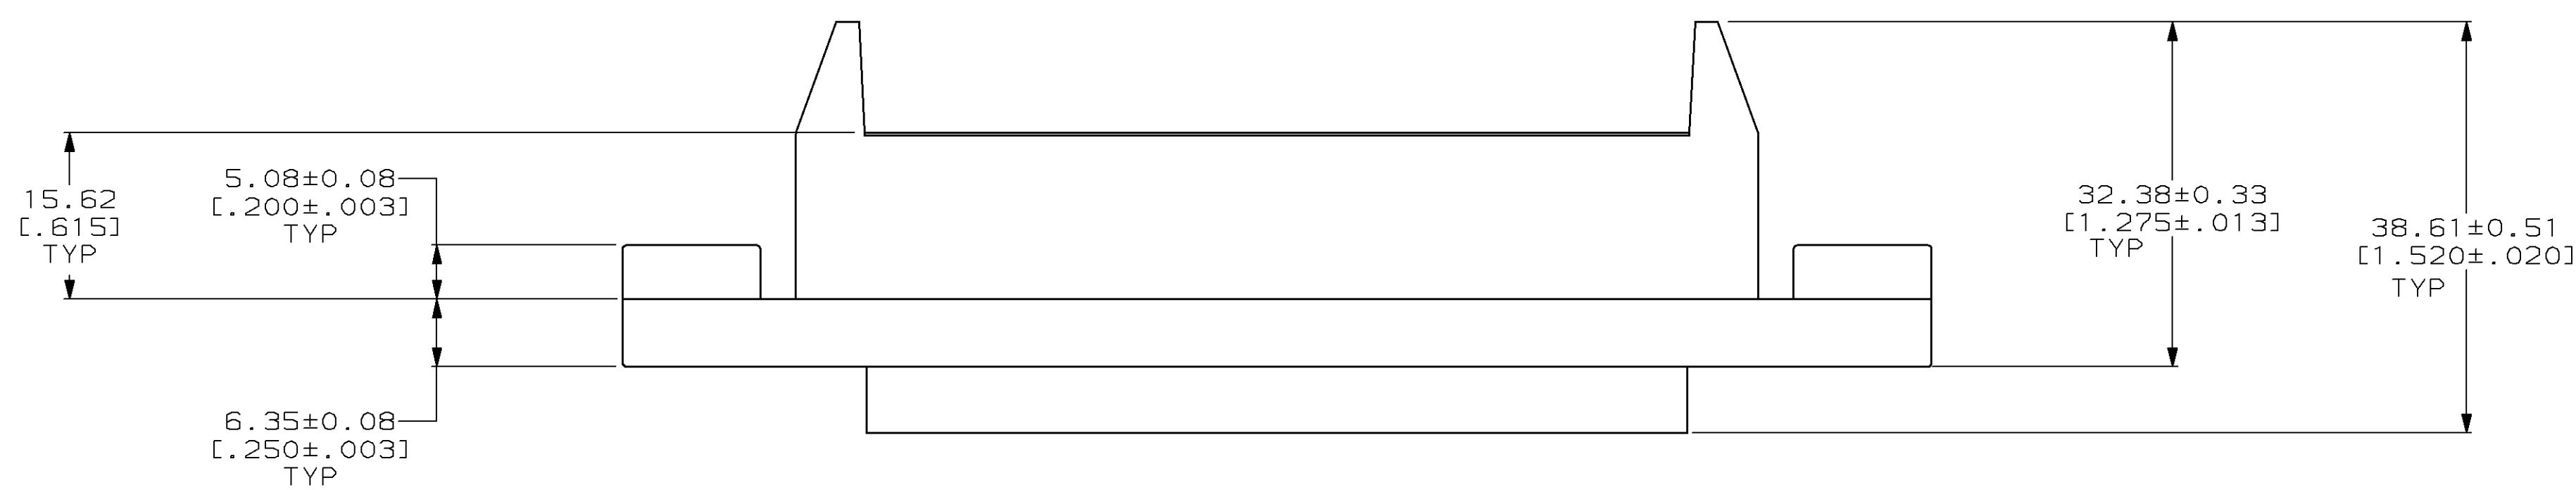 15.62
[.615]
TYP
5.08±0.08
[.200±.003]
TYP
6.35±0.08
[.250±.003]
TYP
32.38±0.33
[1.275±.013]
TYP
38.61±0.51
[1.520±.020]
TYP